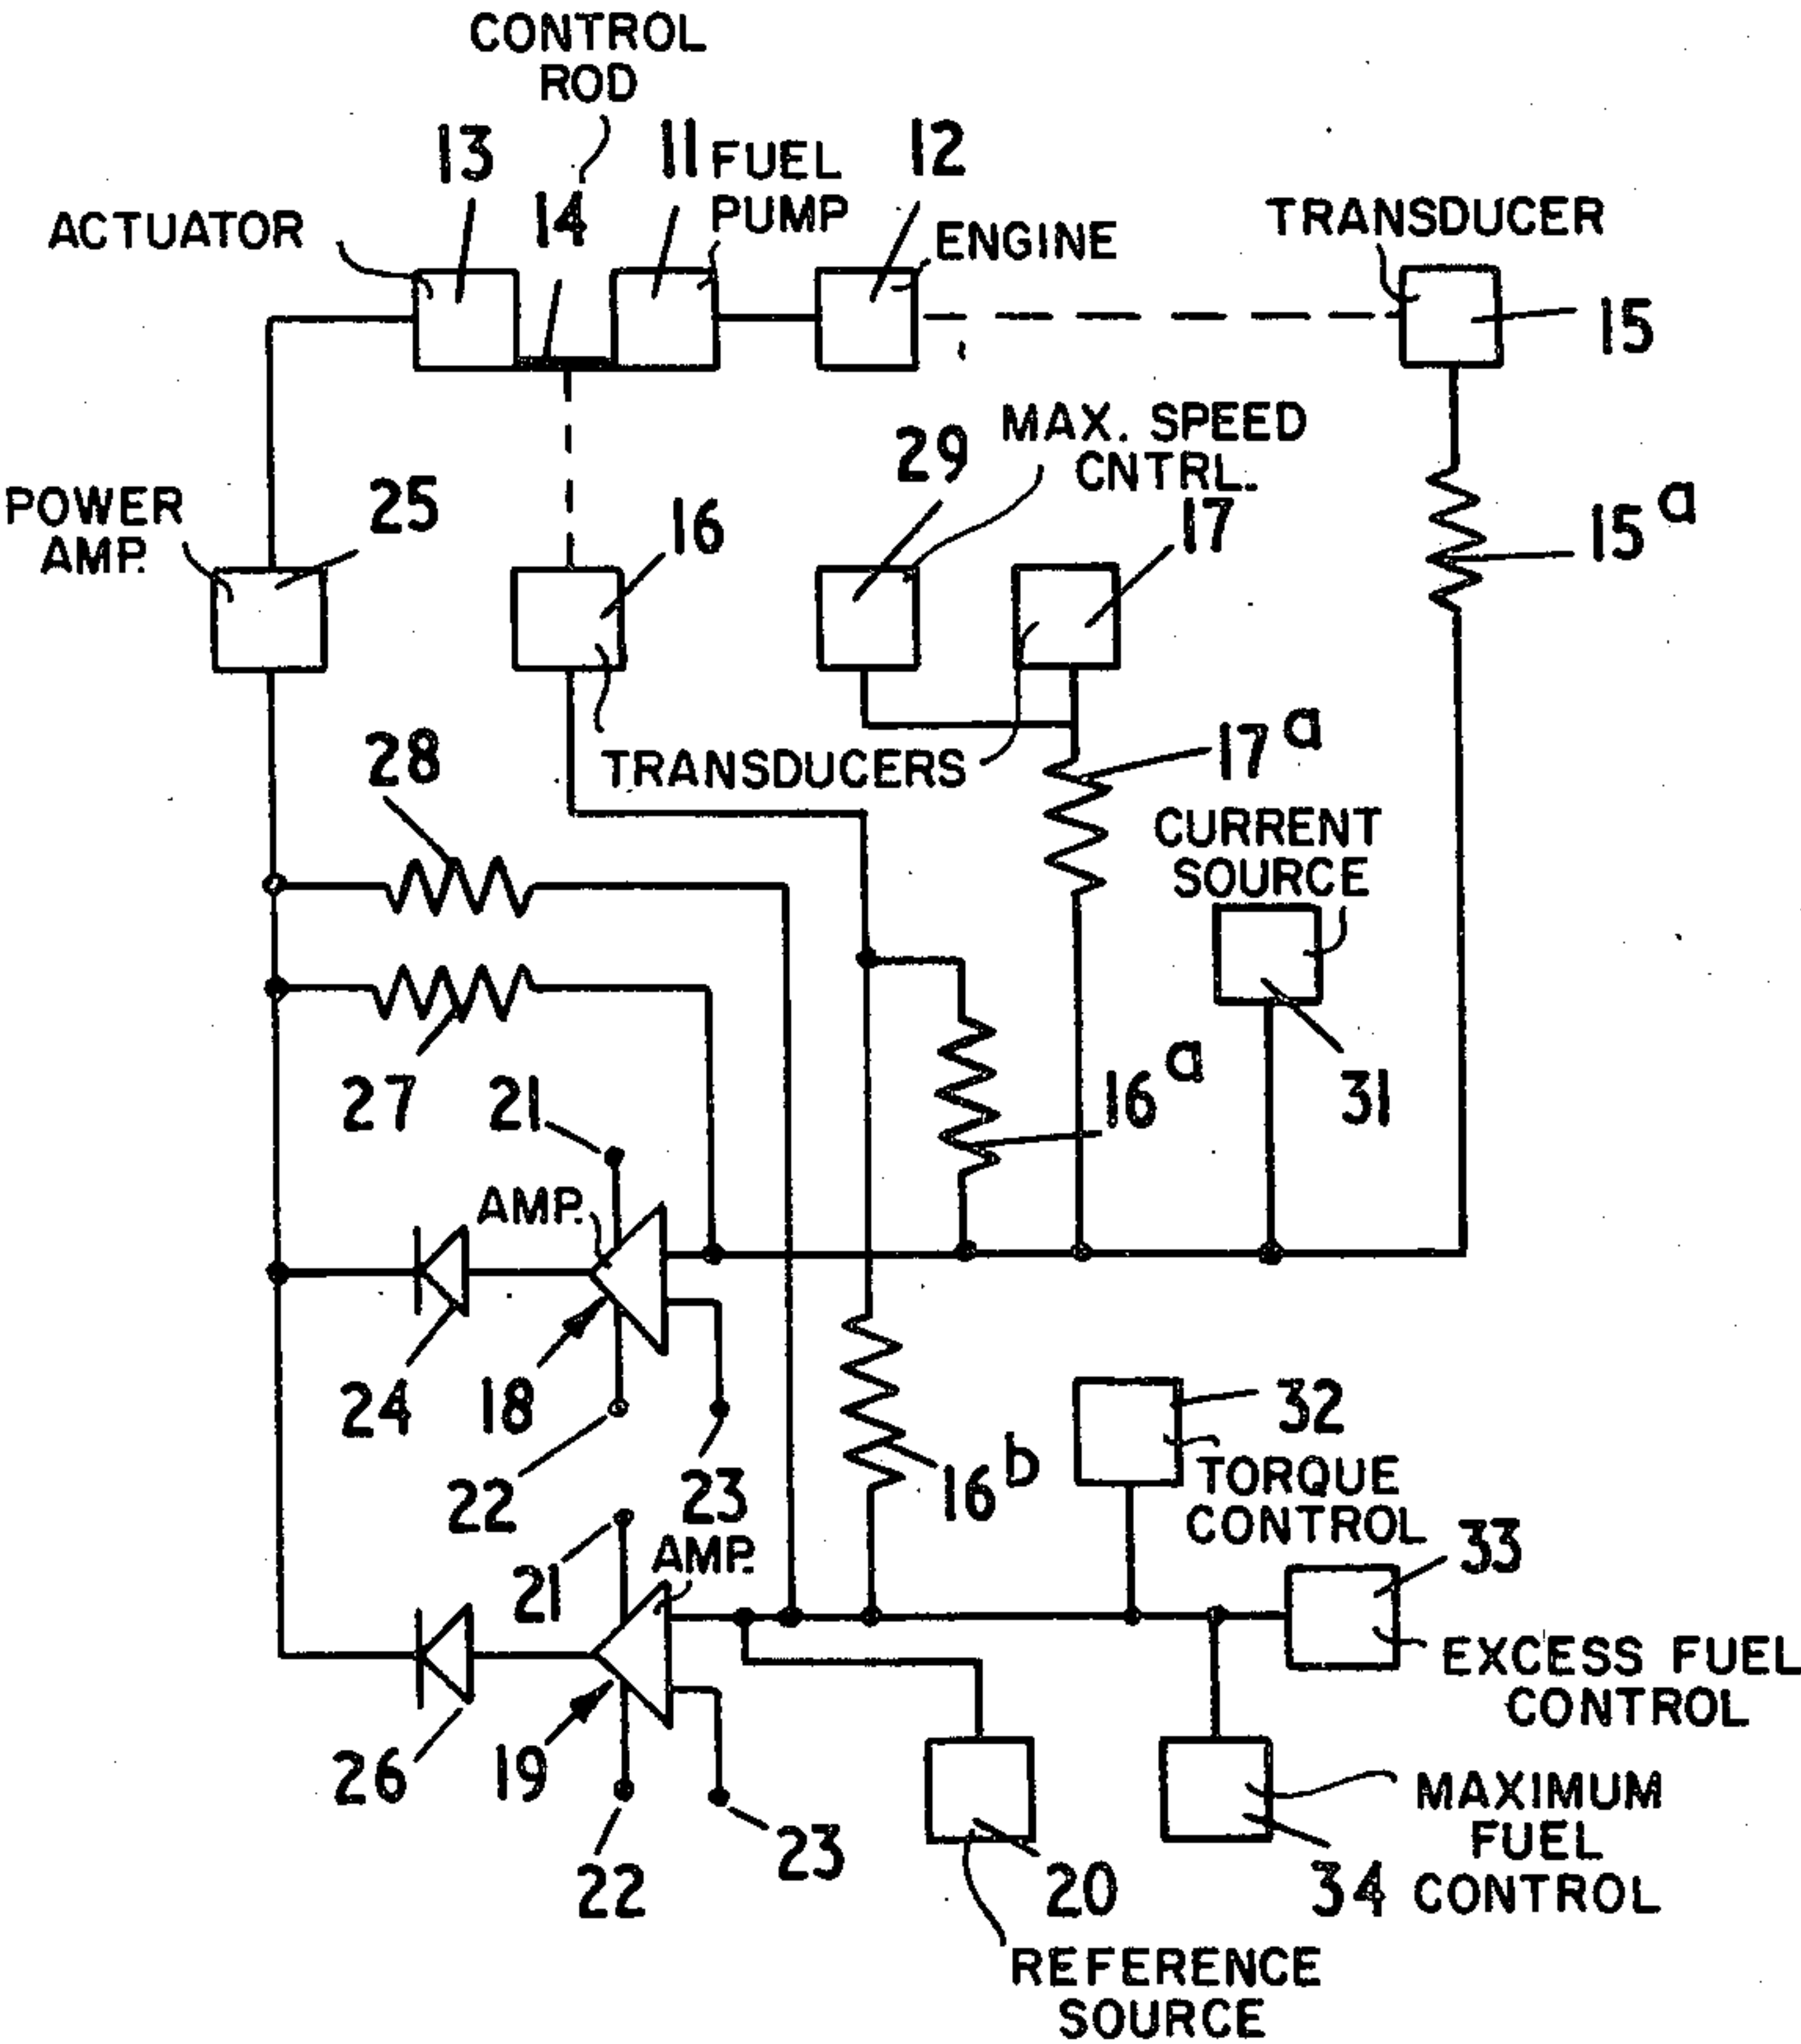 CONTROL
ROD
13
11 FUEL
PUMP
12
14
ACTUATOR
ENGINE
TRANSDUCER
15
MAX. SPEED
CNTRL.
29
17
15a
POWER
AMP.
25
16
TRANSDUCERS
28
17a
CURRENT
SOURCE
27
21
16a
31
AMP.
24
18
22
23
32
TORQUE
CONTROL
16b
21
AMP.
33
EXCESS FUEL
CONTROL
26
19
22
23
20
MAXIMUM
FUEL
CONTROL
34
REFERENCE
SOURCE